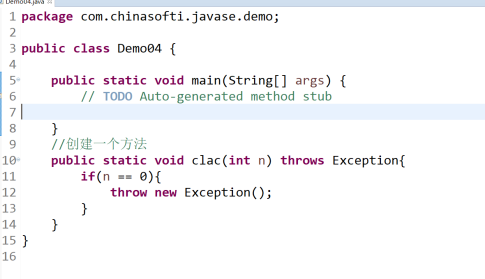 Demo04.java
1 package com.chinasofti.javase.demo;
2
3 public class Demo04 {
4
5 public static void main(String[] args) {
6 // TODO Auto-generated method stub
7
8 }
9 //创建一个方法
10 public static void clac(int n) throws Exception{
11 if(n == 0){
12 throw new Exception();
13 }
14 }
15 }
16